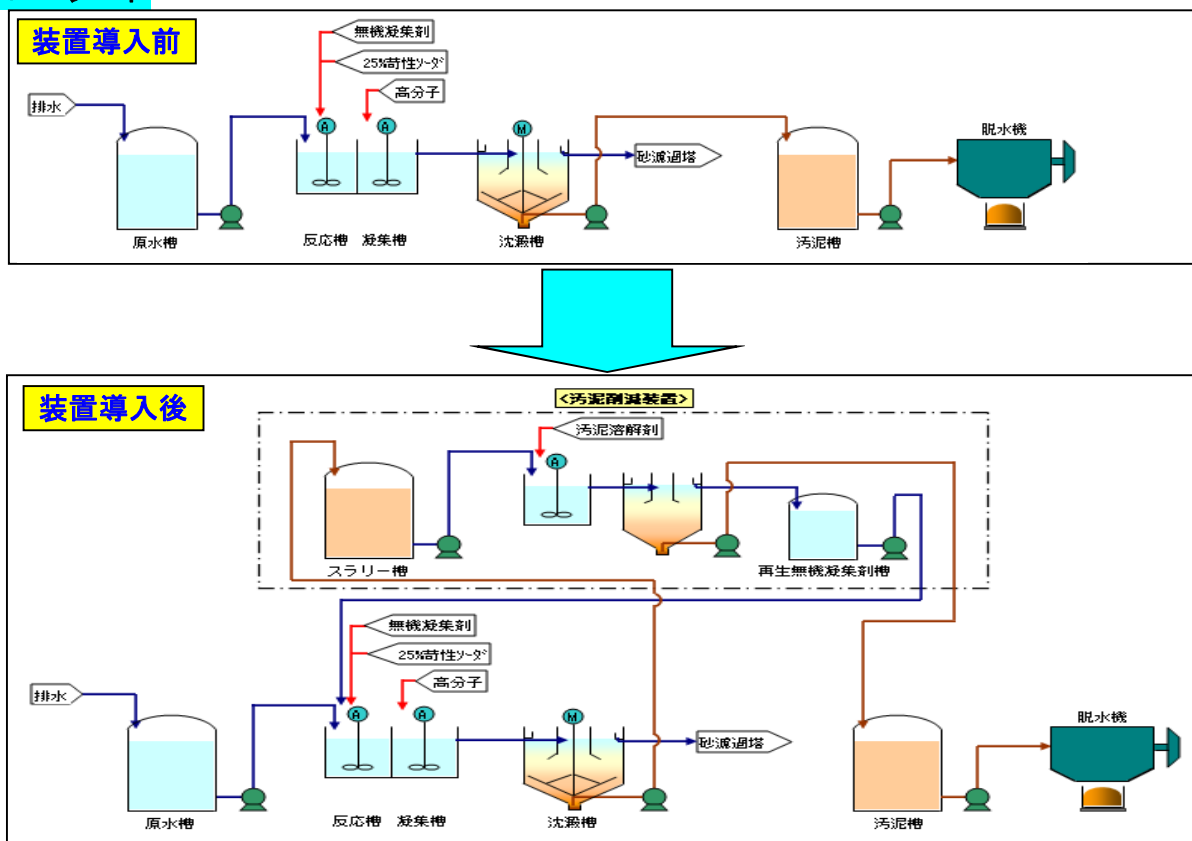 装置導入前
無機凝集剤
25%苛性ソーダ
高分子
排水
A
A
M
脱水機
砂濾過塔
原水槽
反応槽
凝集槽
沈澱槽
汚泥槽
装置導入後
<汚泥削減装置>
汚泥溶解剤
A
スラリー槽
再生無機凝集剤槽
無機凝集剤
25%苛性ソーダ
高分子
排水
A
A
M
脱水機
砂濾過塔
原水槽
反応槽
凝集槽
沈澱槽
汚泥槽